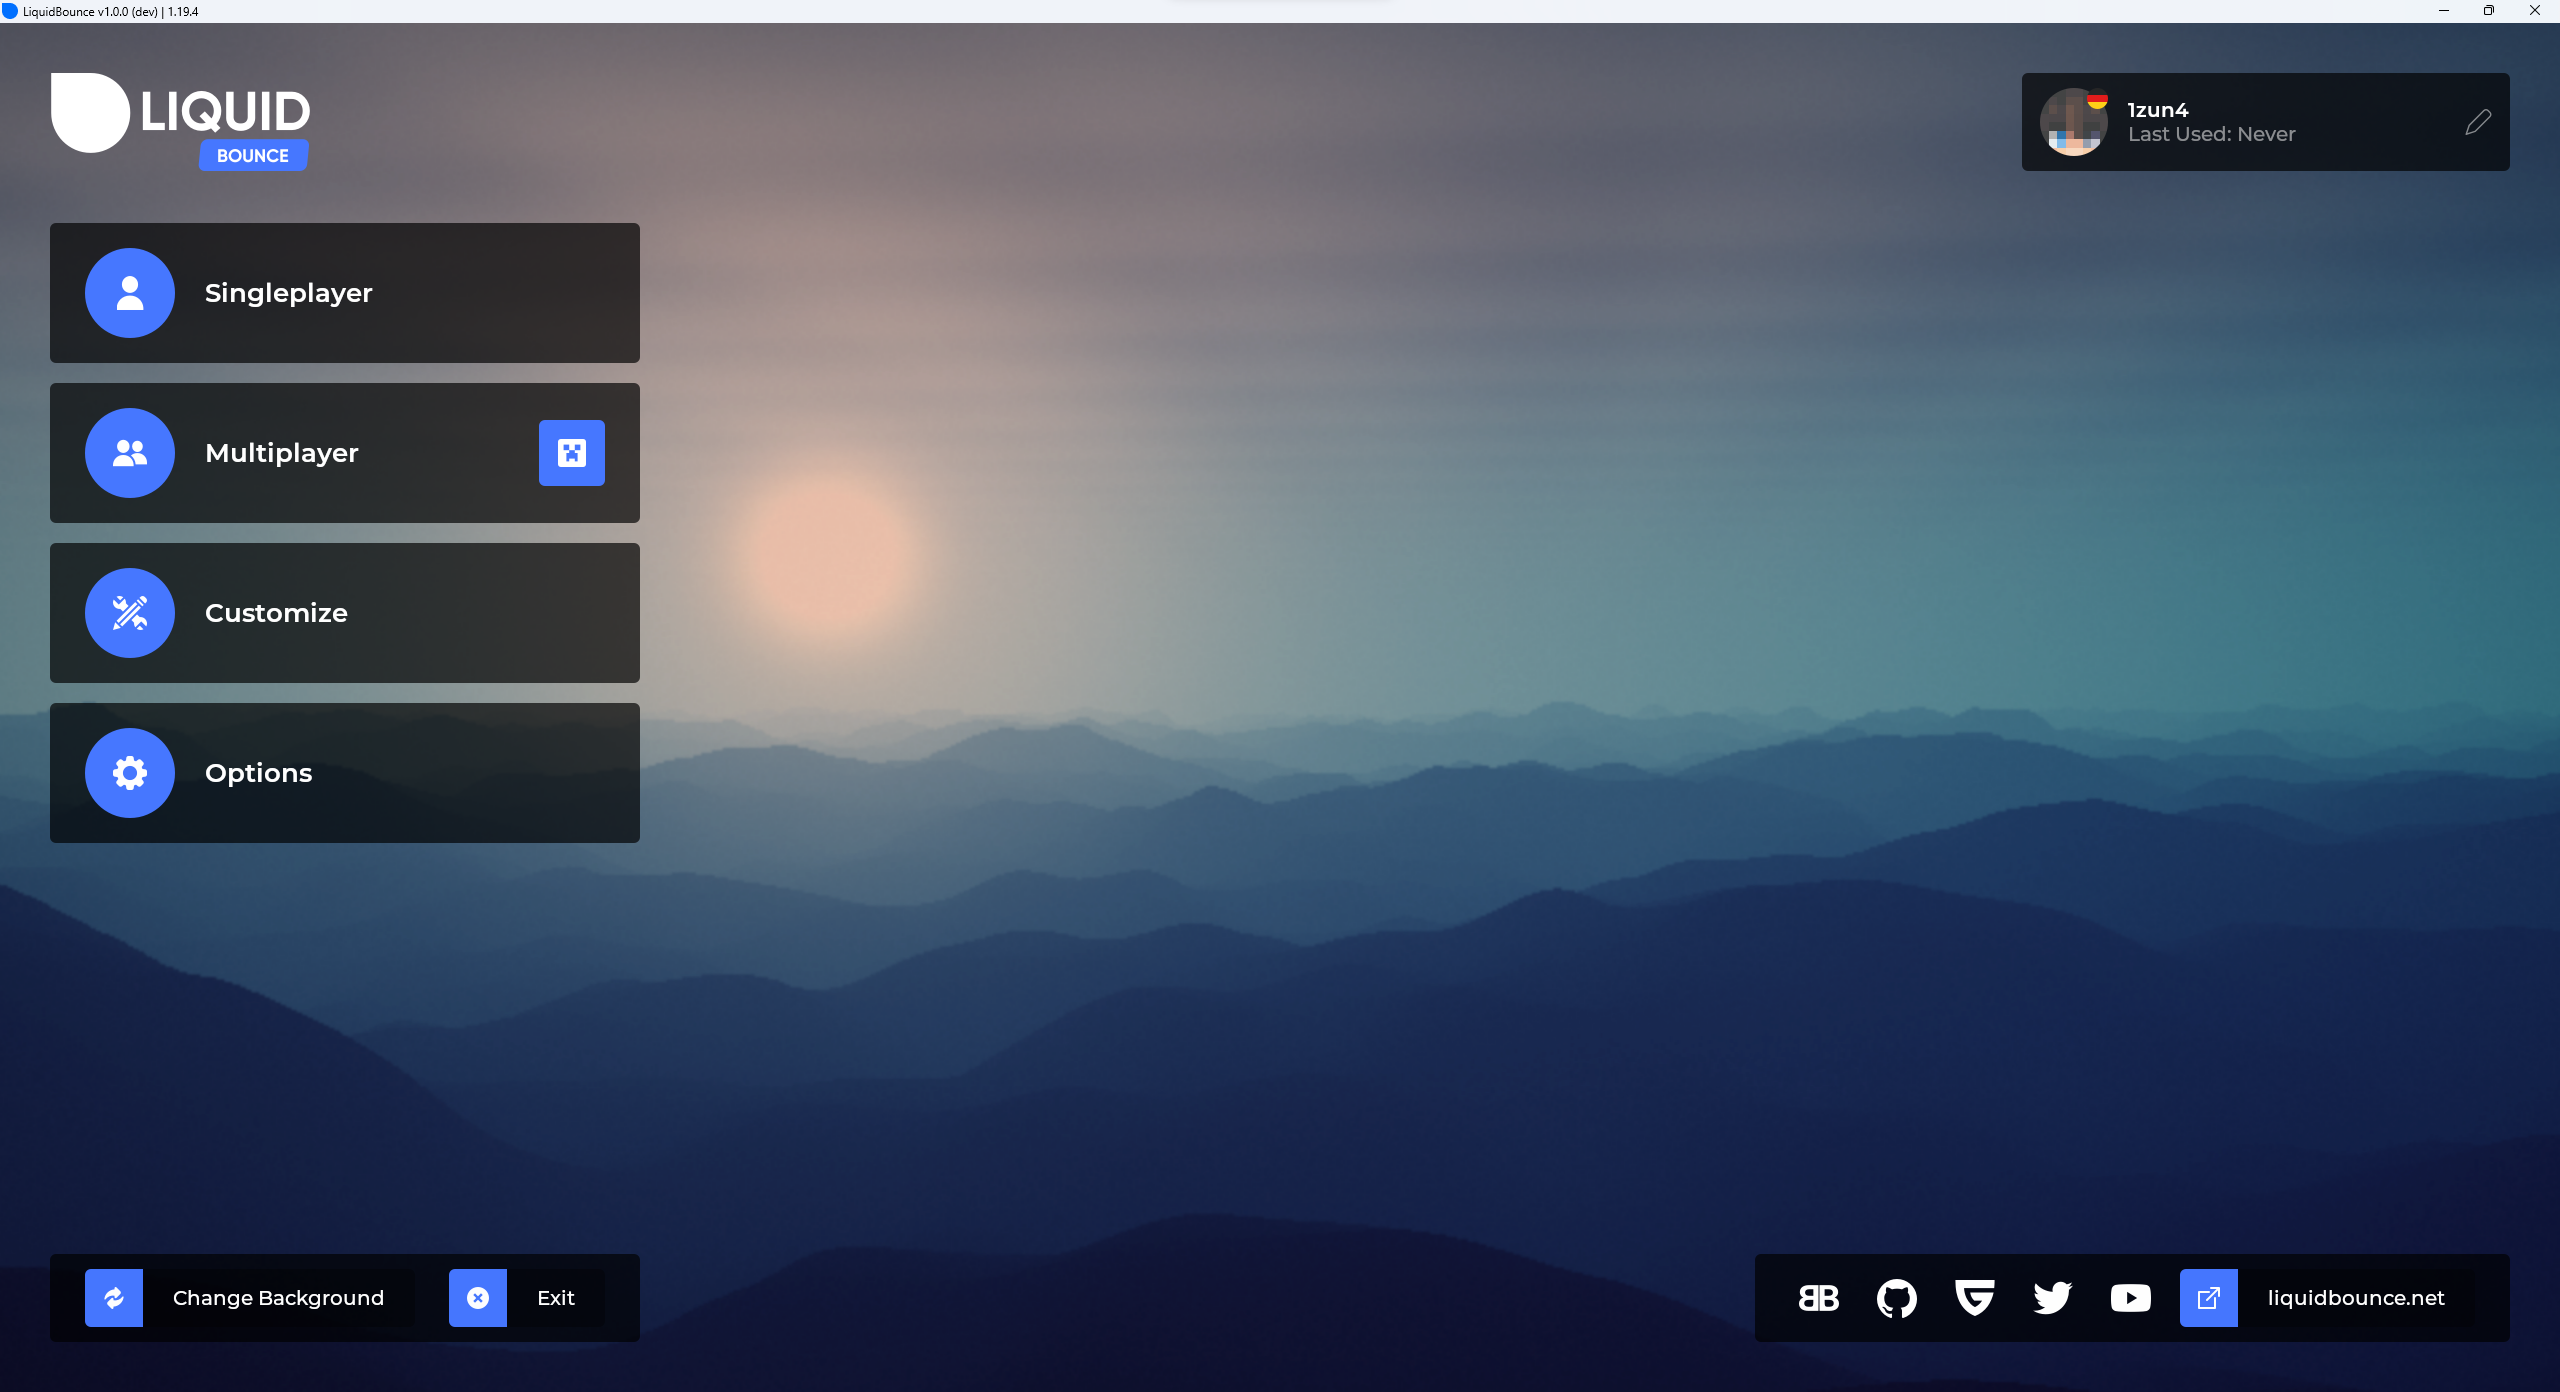 LiquidBounce v1.0.0 (dev) | 1.19.4
LIQUID
BOUNCE
1zun4
Last Used: Never
Singleplayer
Multiplayer
Customize
Options
Change Background
Exit
BB
liquidbounce.net